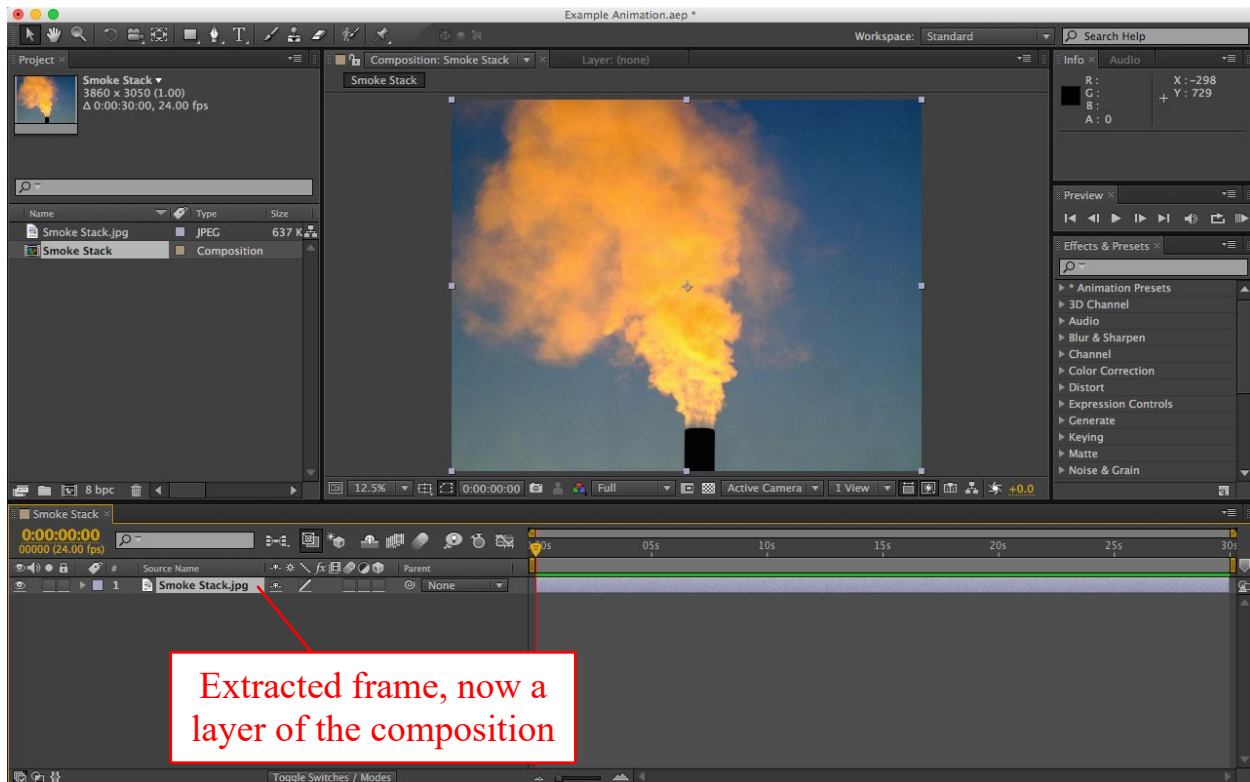 Example Animation.aep *
Workspace: Standard
Search Help
Project ×
Smoke Stack ▾
3860 x 3050 (1.00)
Δ 0:00:30:00, 24.00 fps
Name Type Size
Smoke Stack.jpg JPEG 637 K
Smoke Stack Composition
8 bpc
Composition: Smoke Stack
Layer: (none)
Smoke Stack
12.5% 0:00:00:00 Full Active Camera 1 View +0.0
Info × Audio
R :
G :
B :
A : 0
X : -298
Y : 729
Preview ×
Effects & Presets ×
* Animation Presets
3D Channel
Audio
Blur & Sharpen
Channel
Color Correction
Distort
Expression Controls
Generate
Keying
Matte
Noise & Grain
Smoke Stack ×
0:00:00:00
00000 (24.00 fps)
05s 10s 15s 20s 25s
# Source Name fx Parent
1 Smoke Stack.jpg None
Extracted frame, now a
layer of the composition
Toggle Switches / Modes